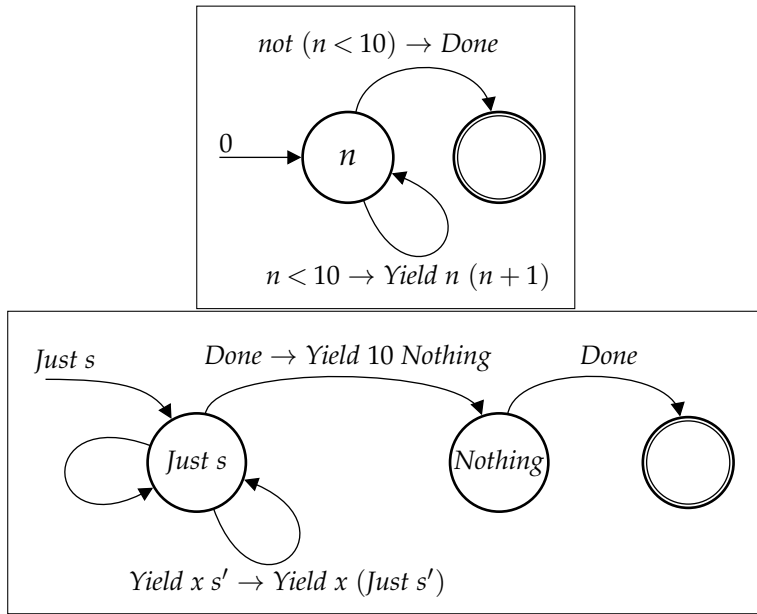 not (n < 10) → Done
0
n
n < 10 → Yield n (n + 1)
Just s
Done → Yield 10 Nothing
Done
Just s
Nothing
Yield x s′ → Yield x (Just s′)